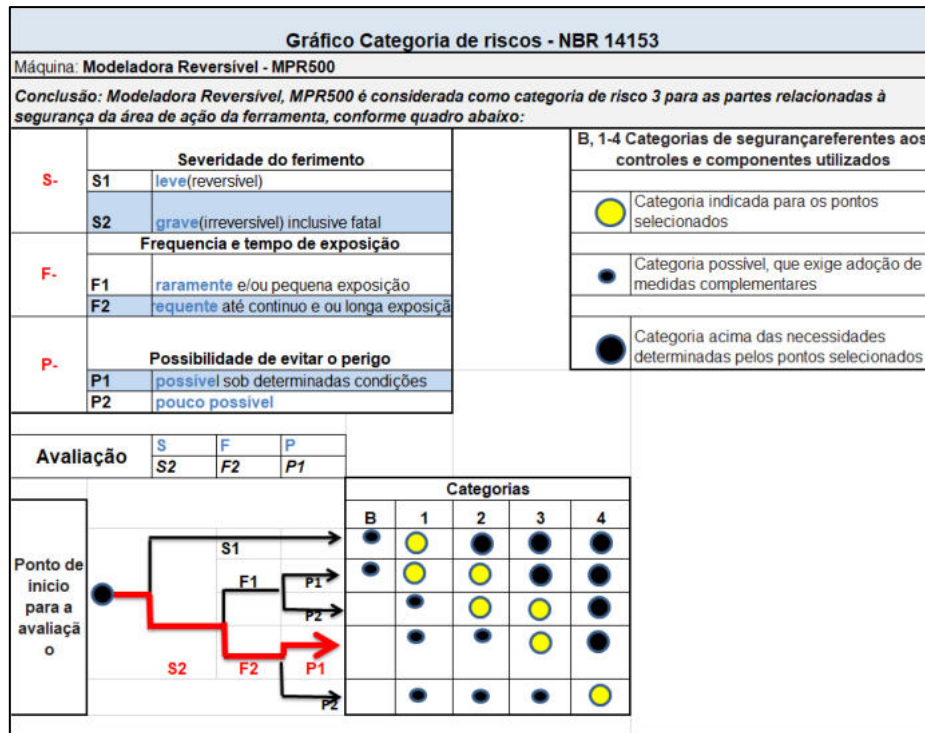 Gráfico Categoria de riscos - NBR 14153
Máquina: Modeladora Reversível - MPR500
Conclusão: Modeladora Reversível, MPR500 é considerada como categoria de risco 3 para as partes relacionadas à
segurança da área de ação da ferramenta, conforme quadro abaixo:
S-
Severidade do ferimento
S1 leve(reversível)
S2 grave(irreversível) inclusive fatal
F-
Frequencia e tempo de exposição
F1 raramente e/ou pequena exposição
F2 requente até continuo e ou longa exposiçã
P-
Possibilidade de evitar o perigo
P1 possível sob determinadas condições
P2 pouco possivel
B, 1-4 Categorias de segurançareferentes aos
controles e componentes utilizados
Categoria indicada para os pontos
selecionados
Categoria possível, que exige adoção de
medidas complementares
Categoria acima das necessidades
determinadas pelos pontos selecionados
Avaliação
S F P
S2 F2 P1
Categorias
B 1 2 3 4
Ponto de
inicio
para a
avaliaçã
o
S1
F1
P1
P2
S2 F2 P1
P2